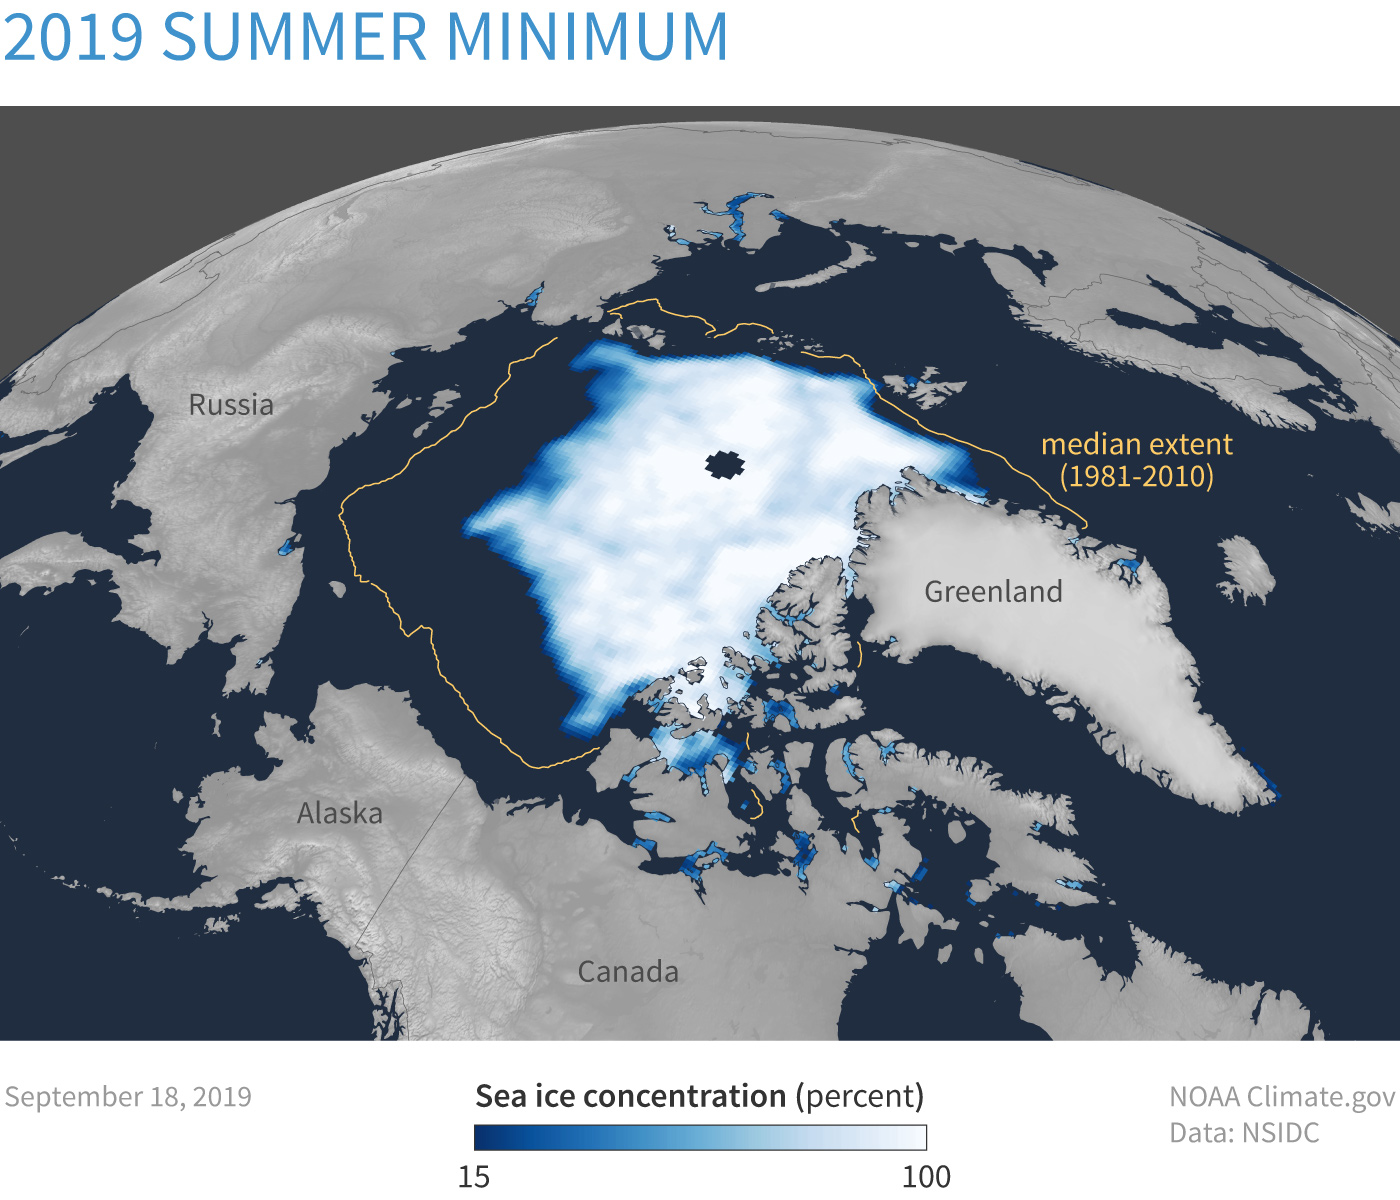 2019 SUMMER MINIMUM
Russia
median extent
(1981-2010)
Greenland
Alaska
Canada
September 18, 2019
Sea ice concentration (percent)
15
100
NOAA Climate.gov
Data: NSIDC